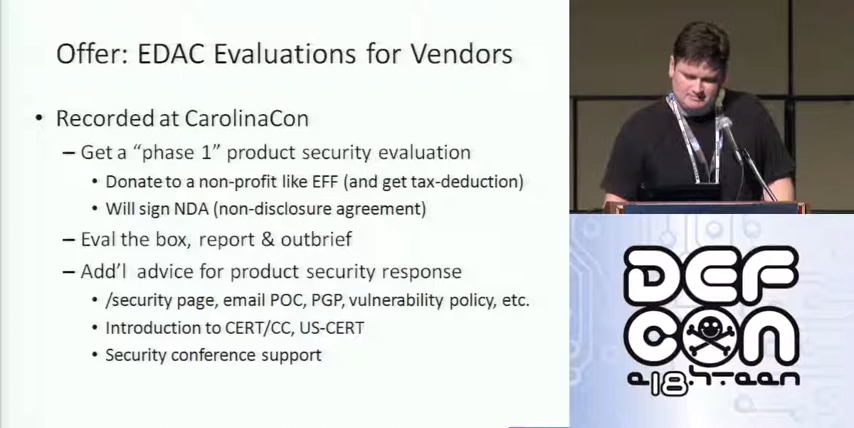 Offer: EDAC Evaluations for Vendors
• Recorded at CarolinaCon
– Get a “phase 1” product security evaluation
• Donate to a non-profit like EFF (and get tax-deduction)
• Will sign NDA (non-disclosure agreement)
– Eval the box, report & outbrief
– Add’l advice for product security response
• /security page, email POC, PGP, vulnerability policy, etc.
• Introduction to CERT/CC, US-CERT
• Security conference support
DEF
CON
e18h-teen